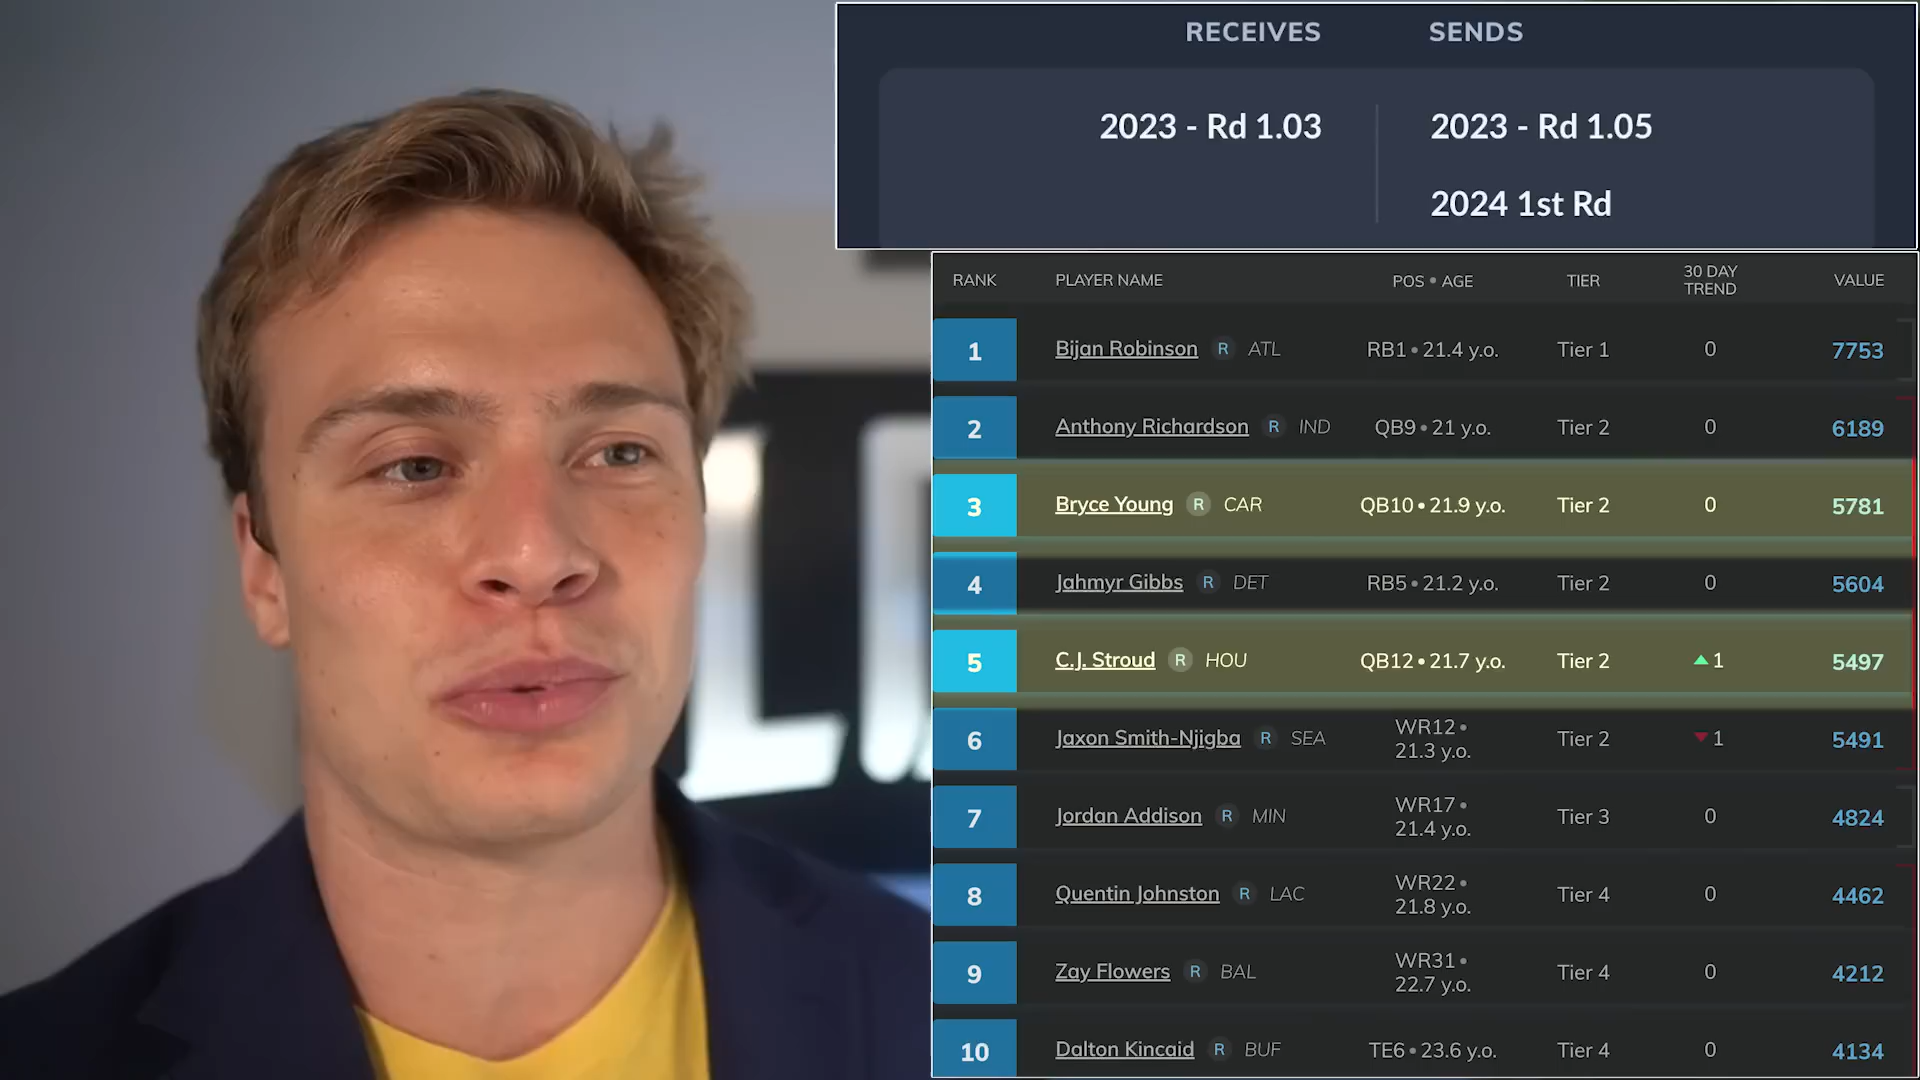 RECEIVES SENDS
2023 - Rd 1.03 2023 - Rd 1.05
2024 1st Rd
RANK PLAYER NAME POS • AGE TIER 30 DAY TREND VALUE
1 Bijan Robinson R ATL RB1 • 21.4 y.o. Tier 1 0 7753
2 Anthony Richardson R IND QB9 • 21 y.o. Tier 2 0 6189
3 Bryce Young R CAR QB10 • 21.9 y.o. Tier 2 0 5781
4 Jahmyr Gibbs R DET RB5 • 21.2 y.o. Tier 2 0 5604
5 C.J. Stroud R HOU QB12 • 21.7 y.o. Tier 2 ▲ 1 5497
6 Jaxon Smith-Njigba R SEA WR12 • 21.3 y.o. Tier 2 ▼ 1 5491
7 Jordan Addison R MIN WR17 • 21.4 y.o. Tier 3 0 4824
8 Quentin Johnston R LAC WR22 • 21.8 y.o. Tier 4 0 4462
9 Zay Flowers R BAL WR31 • 22.7 y.o. Tier 4 0 4212
10 Dalton Kincaid R BUF TE6 • 23.6 y.o. Tier 4 0 4134